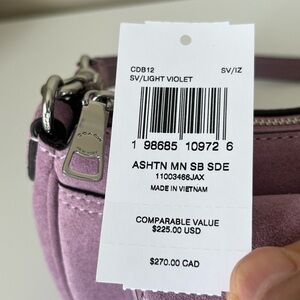 CDB12 SV/IZ
SV/LIGHT VIOLET
1 98685 10972 6
ASHTN MN SB SDE
11003466JAX
MADE IN VIETNAM
COMPARABLE VALUE
$225.00 USD
$270.00 CAD
COACH